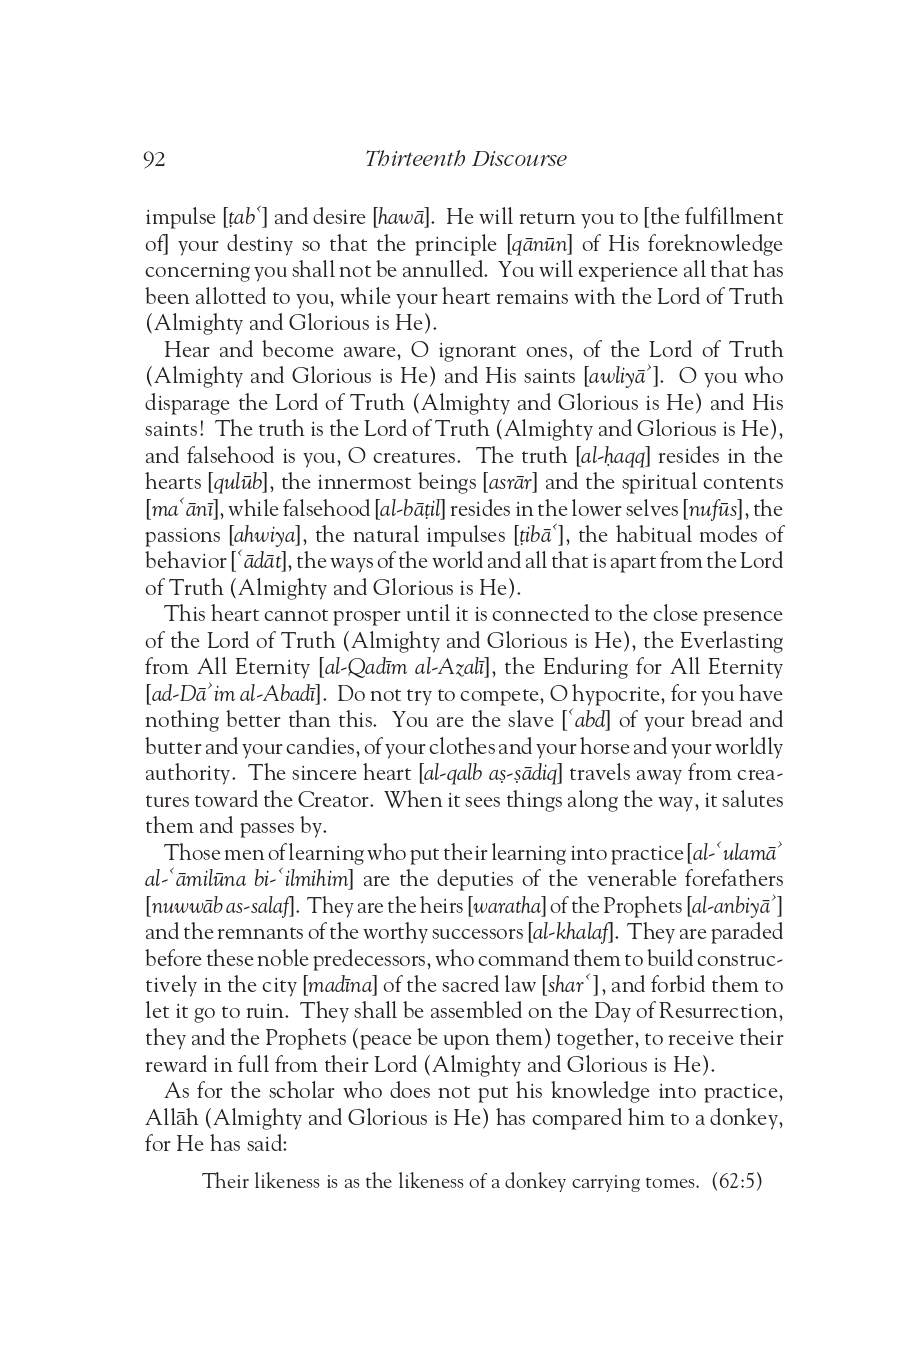 92 Thirteenth Discourse
impulse [ṭabʿ] and desire [hawā]. He will return you to [the fulfillment
of] your destiny so that the principle [qānūn] of His foreknowledge
concerning you shall not be annulled. You will experience all that has
been allotted to you, while your heart remains with the Lord of Truth
(Almighty and Glorious is He).
Hear and become aware, O ignorant ones, of the Lord of Truth
(Almighty and Glorious is He) and His saints [awliyāʾ]. O you who
disparage the Lord of Truth (Almighty and Glorious is He) and His
saints! The truth is the Lord of Truth (Almighty and Glorious is He),
and falsehood is you, O creatures. The truth [al-ḥaqq] resides in the
hearts [qulūb], the innermost beings [asrār] and the spiritual contents
[maʿānī], while falsehood [al-bāṭil] resides in the lower selves [nufūs], the
passions [ahwiya], the natural impulses [ṭibāʿ], the habitual modes of
behavior [ʿādāt], the ways of the world and all that is apart from the Lord
of Truth (Almighty and Glorious is He).
This heart cannot prosper until it is connected to the close presence
of the Lord of Truth (Almighty and Glorious is He), the Everlasting
from All Eternity [al-Qadīm al-Azalī], the Enduring for All Eternity
[ad-Dāʾim al-Abadī]. Do not try to compete, O hypocrite, for you have
nothing better than this. You are the slave [ʿabd] of your bread and
butter and your candies, of your clothes and your horse and your worldly
authority. The sincere heart [al-qalb aṣ-ṣādiq] travels away from crea-
tures toward the Creator. When it sees things along the way, it salutes
them and passes by.
Those men of learning who put their learning into practice [al-ʿulamāʾ
al-ʿāmilūna bi-ʿilmihim] are the deputies of the venerable forefathers
[nuwwāb as-salaf]. They are the heirs [waratha] of the Prophets [al-anbiyāʾ]
and the remnants of the worthy successors [al-khalaf]. They are paraded
before these noble predecessors, who command them to build construc-
tively in the city [madīna] of the sacred law [sharʿ], and forbid them to
let it go to ruin. They shall be assembled on the Day of Resurrection,
they and the Prophets (peace be upon them) together, to receive their
reward in full from their Lord (Almighty and Glorious is He).
As for the scholar who does not put his knowledge into practice,
Allāh (Almighty and Glorious is He) has compared him to a donkey,
for He has said:
Their likeness is as the likeness of a donkey carrying tomes. (62:5)